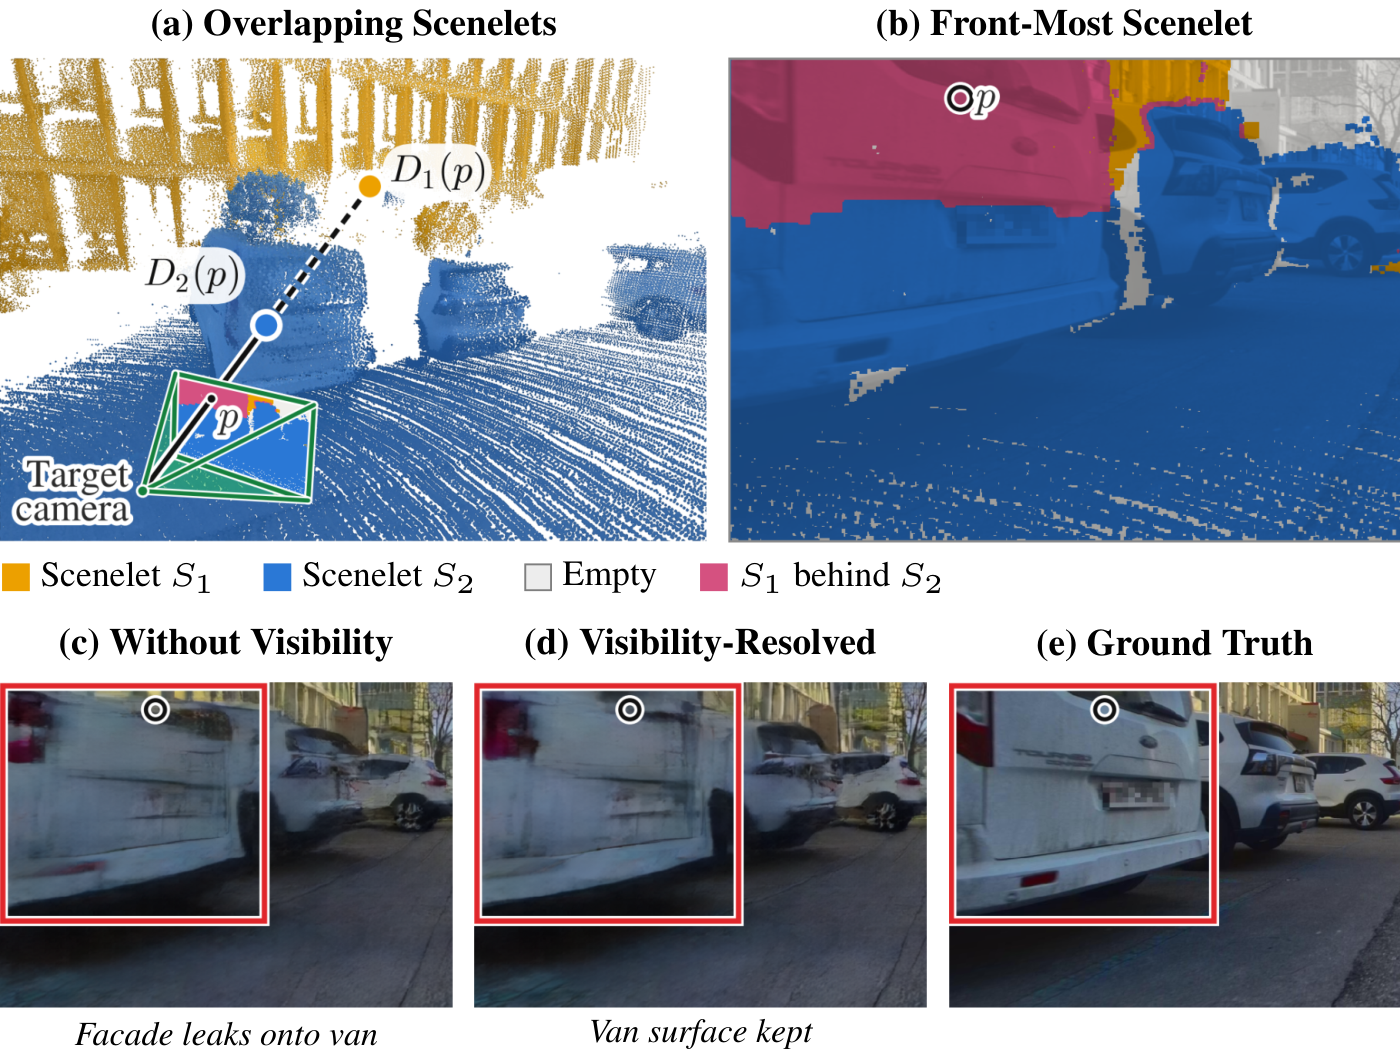 (a) Overlapping Scenelets
(b) Front-Most Scenelet
D₁(p)
D₂(p)
p
Target
camera
p
Scenelet S₁
Scenelet S₂
Empty
S₁ behind S₂
(c) Without Visibility
(d) Visibility-Resolved
(e) Ground Truth
TOURNEO
Facade leaks onto van
Van surface kept